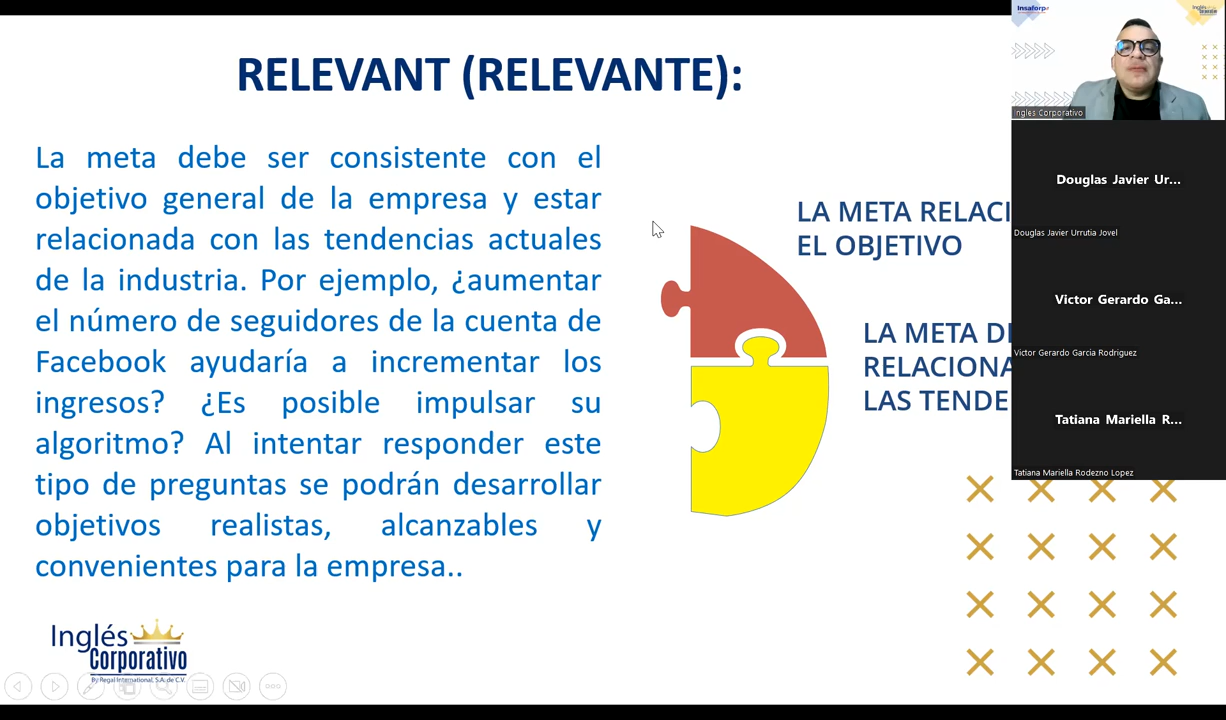 RELEVANT (RELEVANTE):
La meta debe ser consistente con el
objetivo general de la empresa y estar
relacionada con las tendencias actuales
de la industria. Por ejemplo, ¿aumentar
el número de seguidores de la cuenta de
Facebook ayudaría a incrementar los
ingresos? ¿Es posible impulsar su
algoritmo? Al intentar responder este
tipo de preguntas se podrán desarrollar
objetivos realistas, alcanzables y
convenientes para la empresa..
LA META RELACI
EL OBJETIVO
LA META D
RELACIONA
LAS TENDE
Inglés
Corporativo
By Regal International, S.A. de C.V.
Insaforp
Ingles Corporativo
Douglas Javier Ur...
Douglas Javier Urrutia Jovel
Victor Gerardo Ga...
Victor Gerardo Garcia Rodriguez
Tatiana Mariella R...
Tatiana Mariella Rodezno Lopez